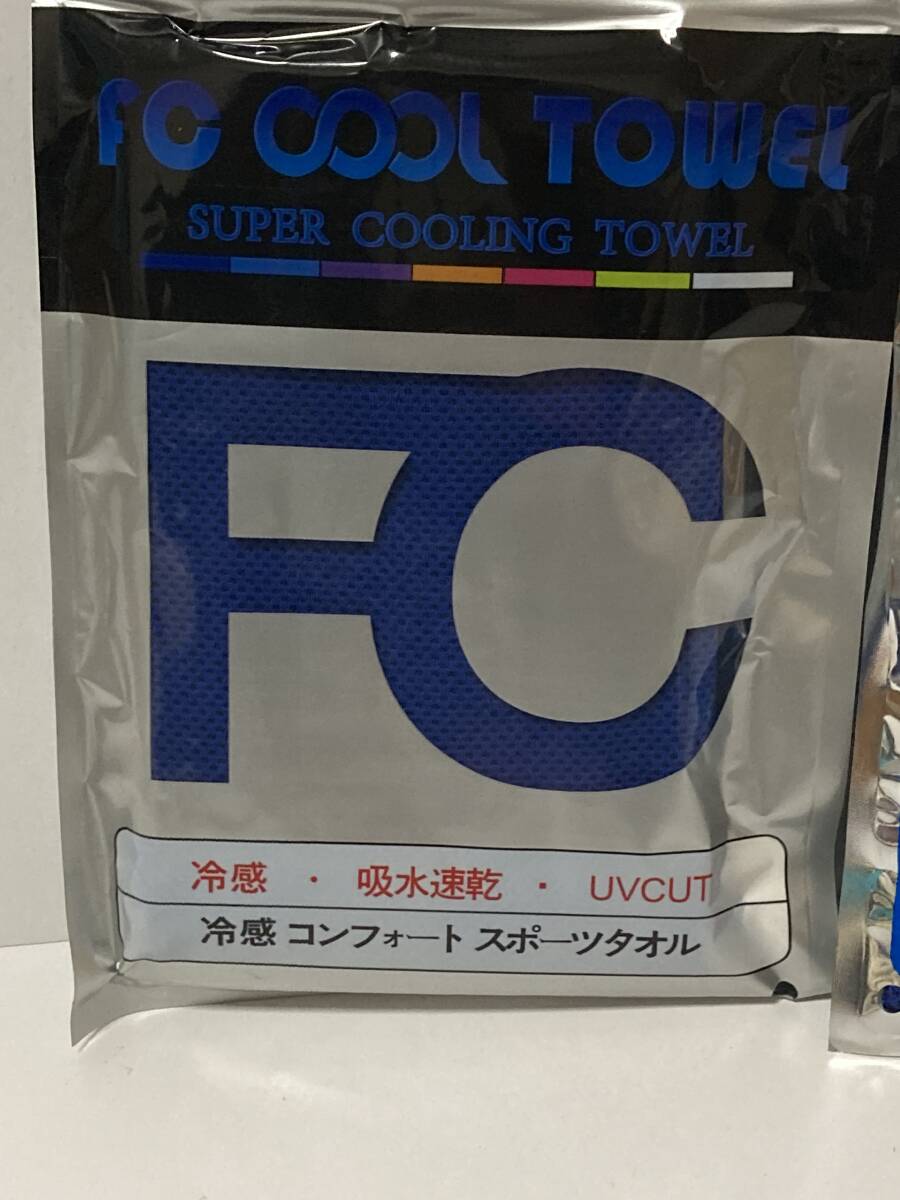 FC COOL TOWEL
SUPER COOLING TOWEL
FC
冷感 ・ 吸水速乾 ・ UVCUT
冷感 コンフォート スポーツタオル